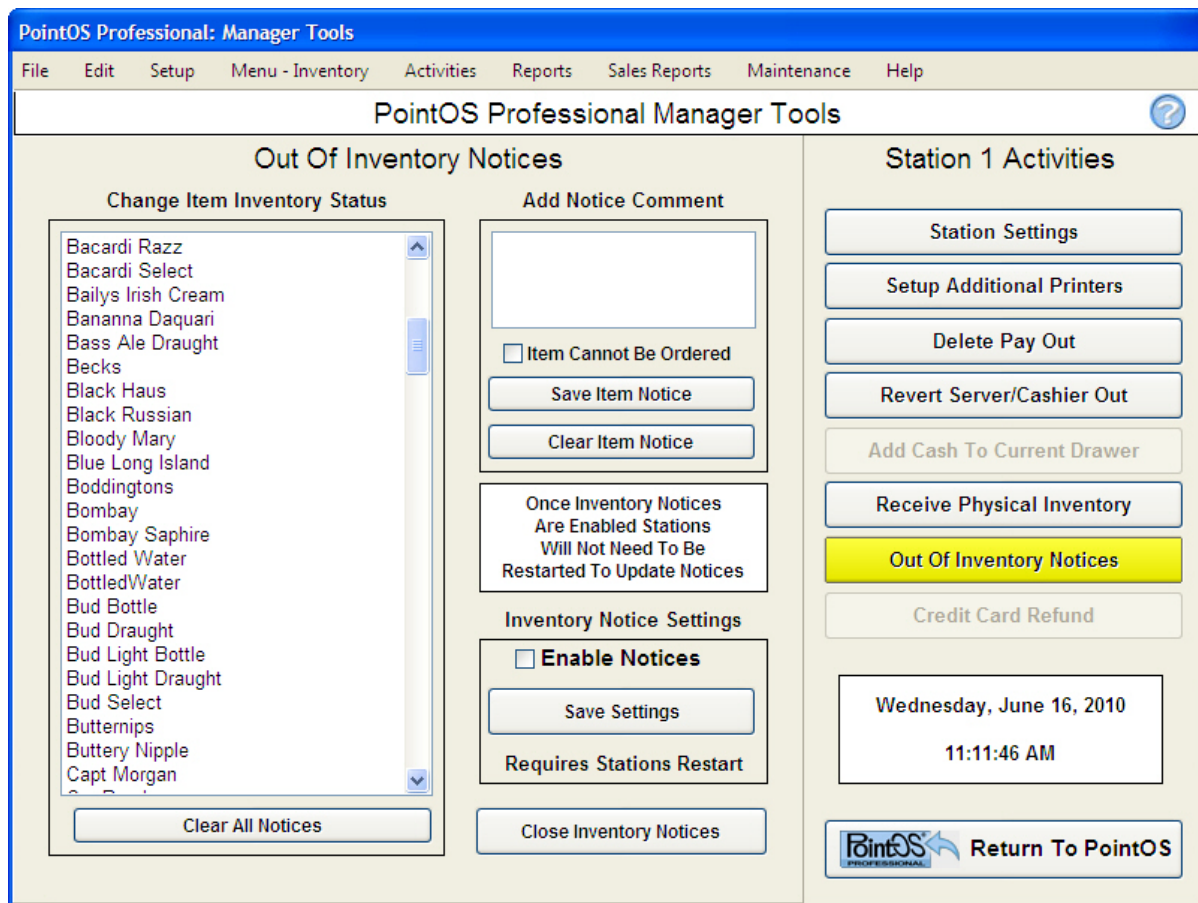 PointOS Professional: Manager Tools
File Edit Setup Menu - Inventory Activities Reports Sales Reports Maintenance Help
PointOS Professional Manager Tools
?
Out Of Inventory Notices
Change Item Inventory Status
Bacardi Razz
Bacardi Select
Bailys Irish Cream
Bananna Daquari
Bass Ale Draught
Becks
Black Haus
Black Russian
Bloody Mary
Blue Long Island
Boddingtons
Bombay
Bombay Saphire
Bottled Water
BottledWater
Bud Bottle
Bud Draught
Bud Light Bottle
Bud Light Draught
Bud Select
Butternips
Buttery Nipple
Capt Morgan
Clear All Notices
Add Notice Comment
Item Cannot Be Ordered
Save Item Notice
Clear Item Notice
Once Inventory Notices
Are Enabled Stations
Will Not Need To Be
Restarted To Update Notices
Inventory Notice Settings
Enable Notices
Save Settings
Requires Stations Restart
Close Inventory Notices
Station 1 Activities
Station Settings
Setup Additional Printers
Delete Pay Out
Revert Server/Cashier Out
Add Cash To Current Drawer
Receive Physical Inventory
Out Of Inventory Notices
Credit Card Refund
Wednesday, June 16, 2010
11:11:46 AM
PointOS
PROFESSIONAL
Return To PointOS